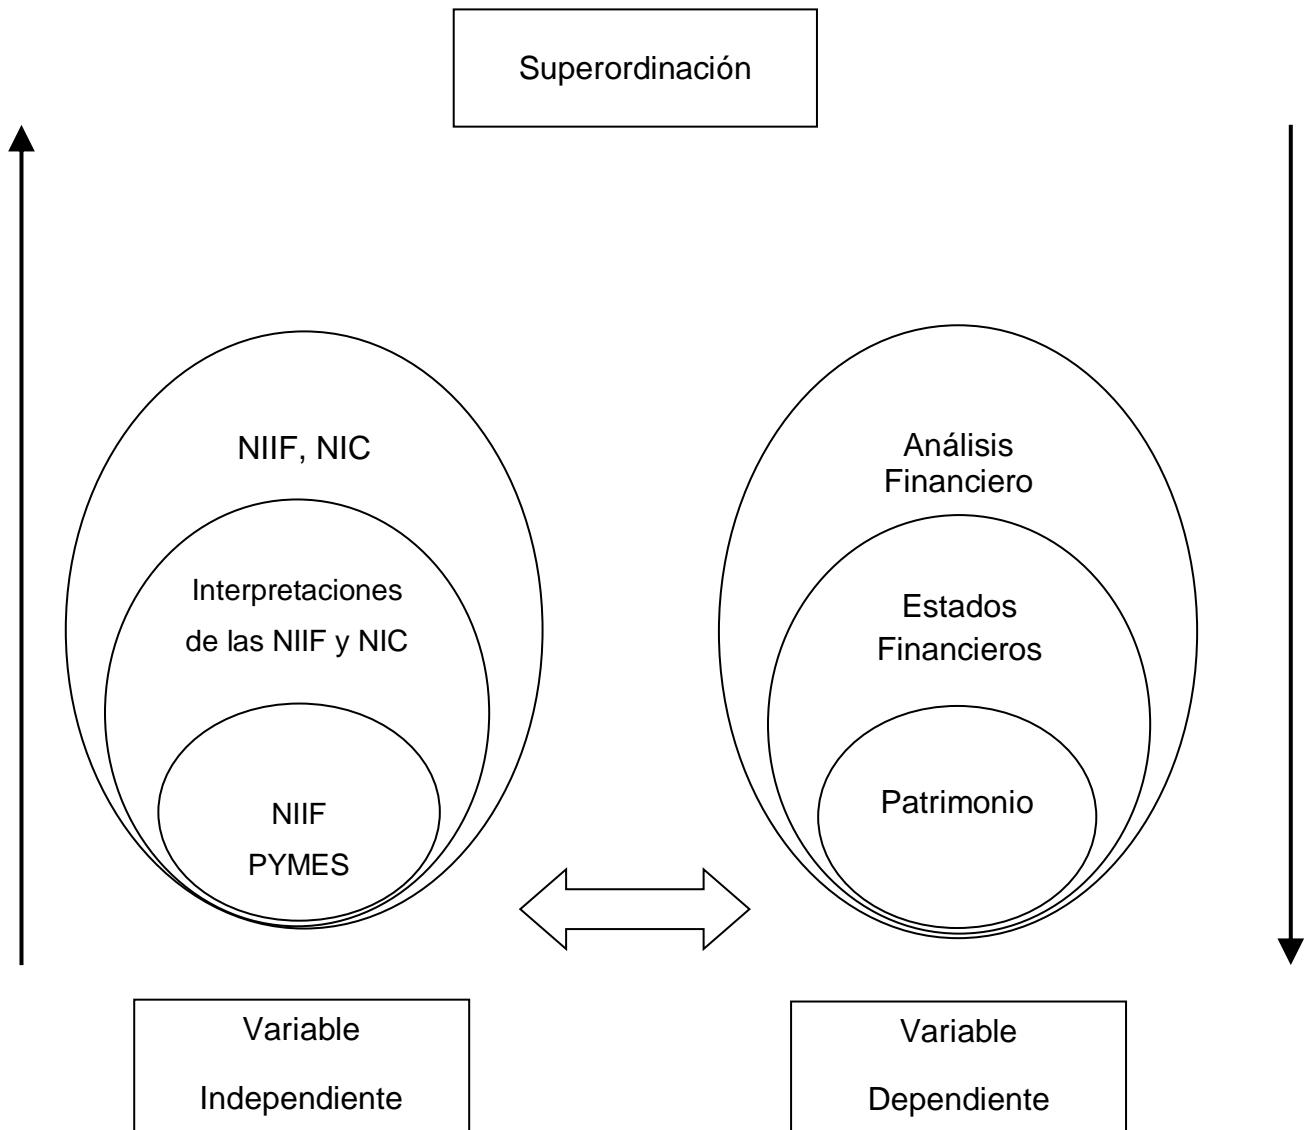 Superordinación
NIIF, NIC
Interpretaciones
de las NIIF y NIC
NIIF
PYMES
Análisis
Financiero
Estados
Financieros
Patrimonio
Variable
Independiente
Variable
Dependiente